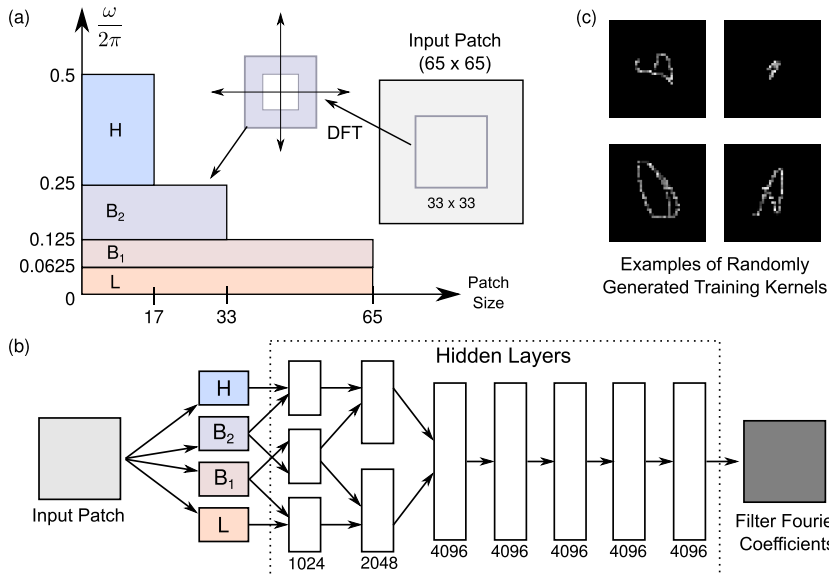 (a)
ω
2π
0.5
0.25
0.125
0.0625
0
H
B2
B1
L
17
33
65
Patch
Size
DFT
Input Patch
(65 x 65)
33 x 33
(c)
Examples of Randomly
Generated Training Kernels
(b)
Hidden Layers
Input Patch
H
B2
B1
L
1024
2048
4096
4096
4096
4096
4096
Filter Fourie
Coefficients